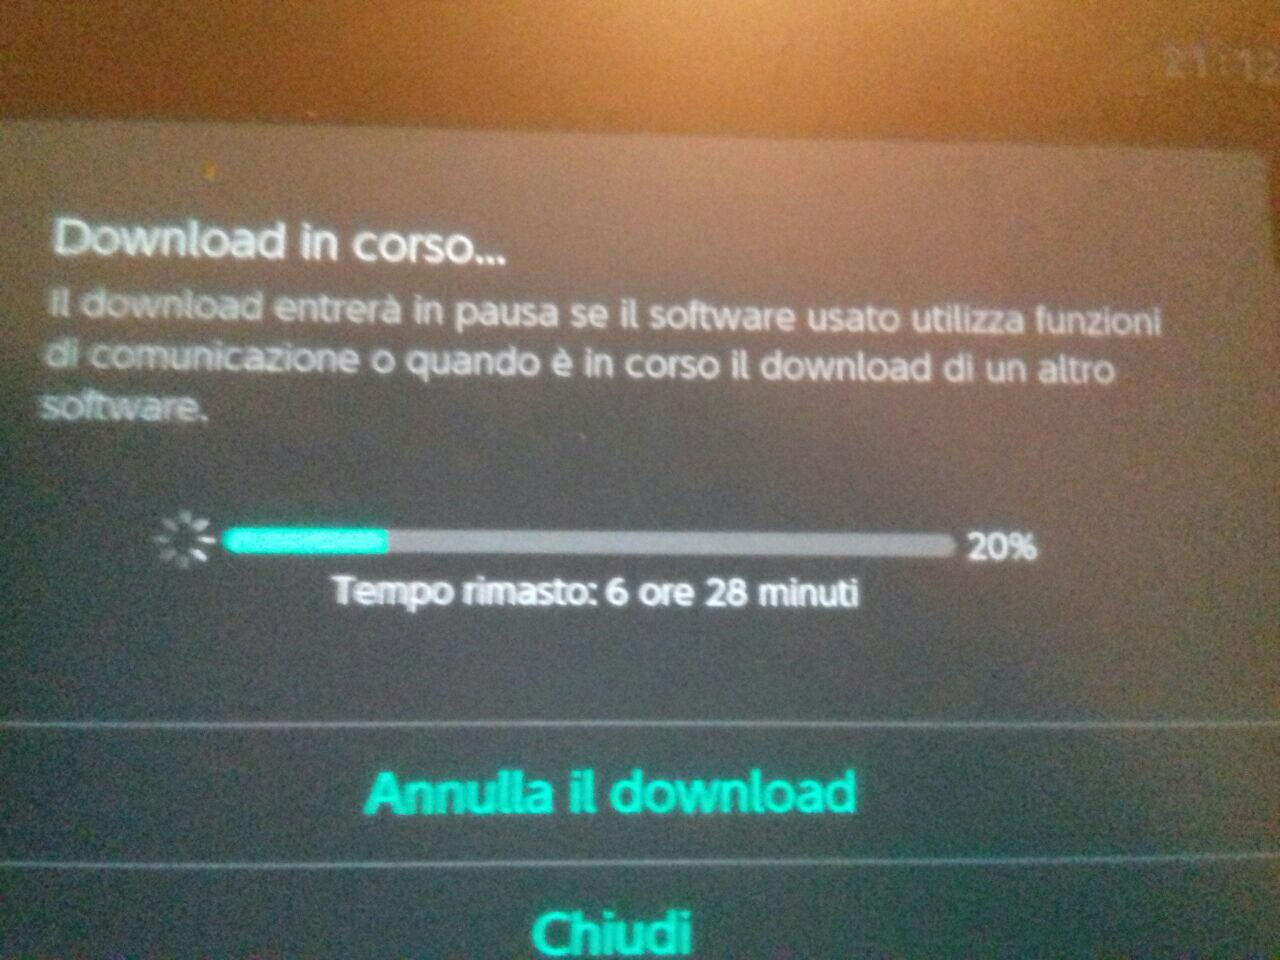 21:12
Download in corso...
Il download entrerà in pausa se il software usato utilizza funzioni
di comunicazione o quando è in corso il download di un altro
software.
20%
Tempo rimasto: 6 ore 28 minuti
Annulla il download
Chiudi